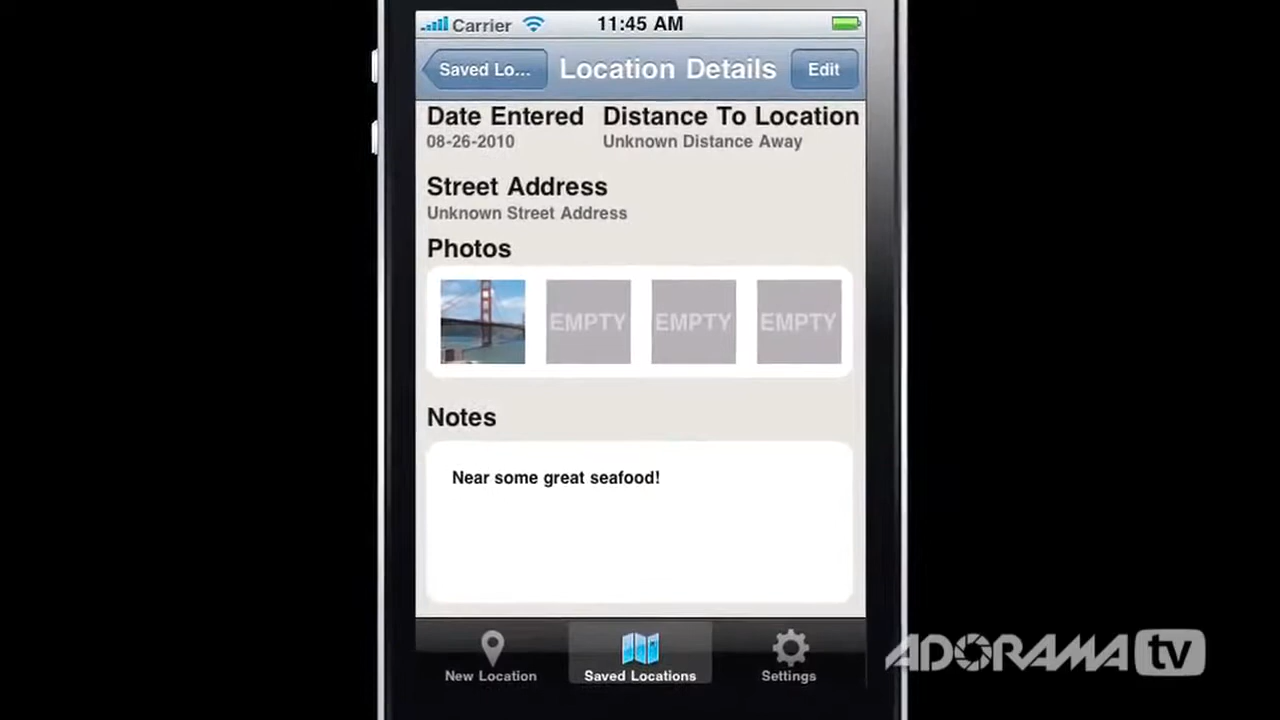 Carrier 11:45 AM
Saved Lo... Location Details Edit
Date Entered Distance To Location
08-26-2010 Unknown Distance Away
Street Address
Unknown Street Address
Photos
EMPTY EMPTY EMPTY
Notes
Near some great seafood!
New Location Saved Locations Settings
ADORAMA tv